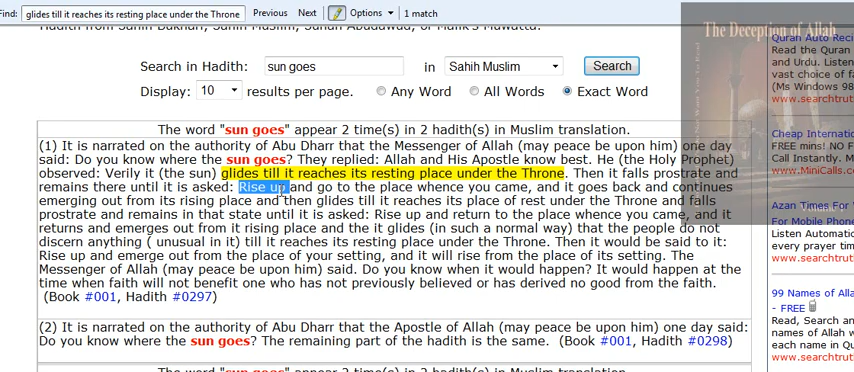 Find: glides till it reaches its resting place under the Throne Previous Next Options 1 match
Search in Hadith: sun goes in Sahih Muslim Search
Display: 10 results per page. Any Word All Words Exact Word
The word "sun goes" appear 2 time(s) in 2 hadith(s) in Muslim translation.
(1) It is narrated on the authority of Abu Dharr that the Messenger of Allah (may peace be upon him) one day
said: Do you know where the sun goes? They replied: Allah and His Apostle know best. He (the Holy Prophet)
observed: Verily it (the sun) glides till it reaches its resting place under the Throne. Then it falls prostrate and
remains there until it is asked: Rise up and go to the place whence you came, and it goes back and continues
emerging out from its rising place and then glides till it reaches its place of rest under the Throne and falls
prostrate and remains in that state until it is asked: Rise up and return to the place whence you came, and it
returns and emerges out from it rising place and the it glides (in such a normal way) that the people do not
discern anything ( unusual in it) till it reaches its resting place under the Throne. Then it would be said to it:
Rise up and emerge out from the place of your setting, and it will rise from the place of its setting. The
Messenger of Allah (may peace be upon him) said. Do you know when it would happen? It would happen at the
time when faith will not benefit one who has not previously believed or has derived no good from the faith.
(Book #001, Hadith #0297)
(2) It is narrated on the authority of Abu Dharr that the Apostle of Allah (may peace be upon him) one day said:
Do you know where the sun goes? The remaining part of the hadith is the same. (Book #001, Hadith #0298)
The Deception of Allah
Quran Auto Reci
Read the Quran
and Urdu. Listen
vast choice of fa
(Ms Windows 98
www.searchtrut
Cheap Internatio
FREE mins! NO F
Call Instantly. M
www.MiniCalls.c
Azan Times For
For Mobile Phone
Listen Automatic
every prayer tim
www.searchtrut
99 Names of Alla
- FREE
Read, Search an
names of Allah w
each name in Qu